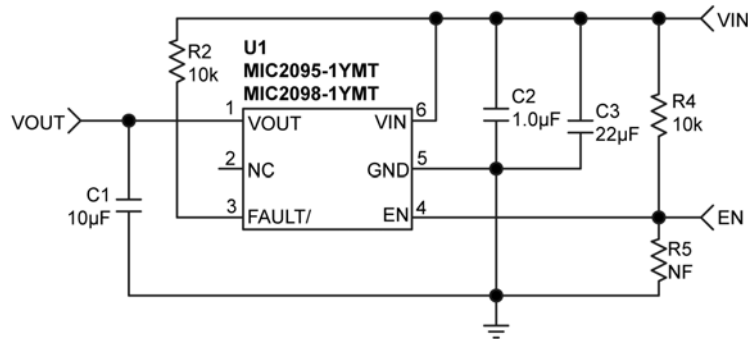 VIN
R2
10k
U1
MIC2095-1YMT
MIC2098-1YMT
C2
1.0µF
C3
22µF
R4
10k
VOUT
1
VOUT
VIN
6
2
NC
GND
5
C1
10µF
3
FAULT/
EN
4
EN
R5
NF